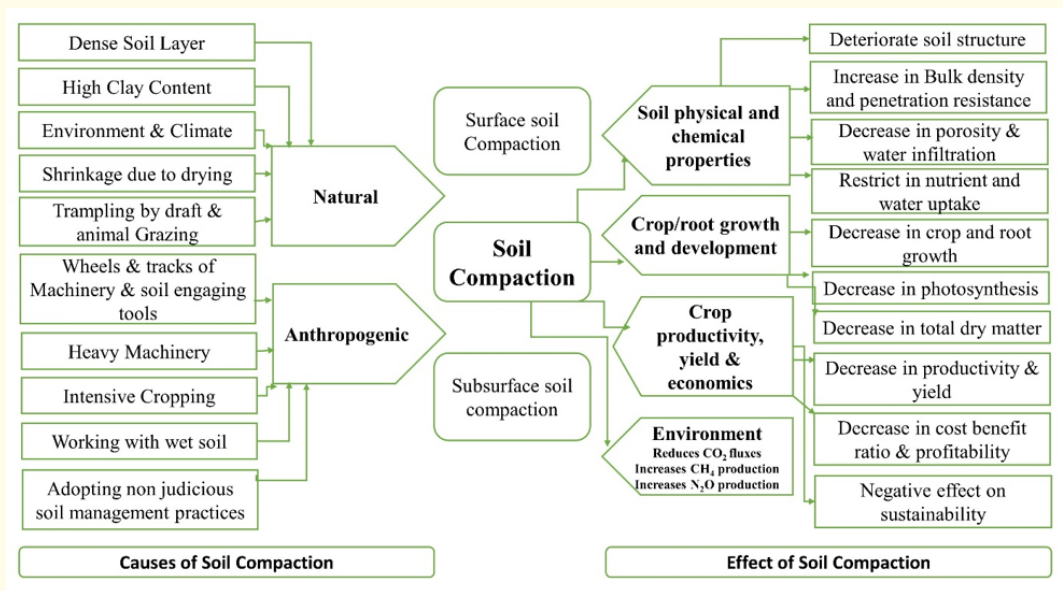 Dense Soil Layer
High Clay Content
Environment & Climate
Shrinkage due to drying
Trampling by draft &
animal Grazing
Wheels & tracks of
Machinery & soil engaging
tools
Heavy Machinery
Intensive Cropping
Working with wet soil
Adopting non judicious
soil management practices
Natural
Anthropogenic
Surface soil
Compaction
Soil
Compaction
Subsurface soil
compaction
Soil physical and
chemical
properties
Crop/root growth
and development
Crop
productivity,
yield &
economics
Environment
Reduces CO₂ fluxes
Increases CH₄ production
Increases N₂O production
Deteriorate soil structure
Increase in Bulk density
and penetration resistance
Decrease in porosity &
water infiltration
Restrict in nutrient and
water uptake
Decrease in crop and root
growth
Decrease in photosynthesis
Decrease in total dry matter
Decrease in productivity &
yield
Decrease in cost benefit
ratio & profitability
Negative effect on
sustainability
Causes of Soil Compaction
Effect of Soil Compaction